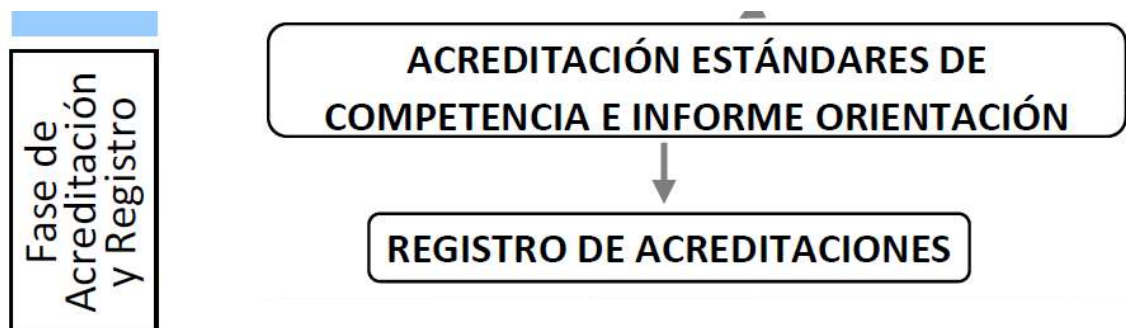 Fase de
Acreditación
y Registro
ACREDITACIÓN ESTÁNDARES DE
COMPETENCIA E INFORME ORIENTACIÓN
REGISTRO DE ACREDITACIONES